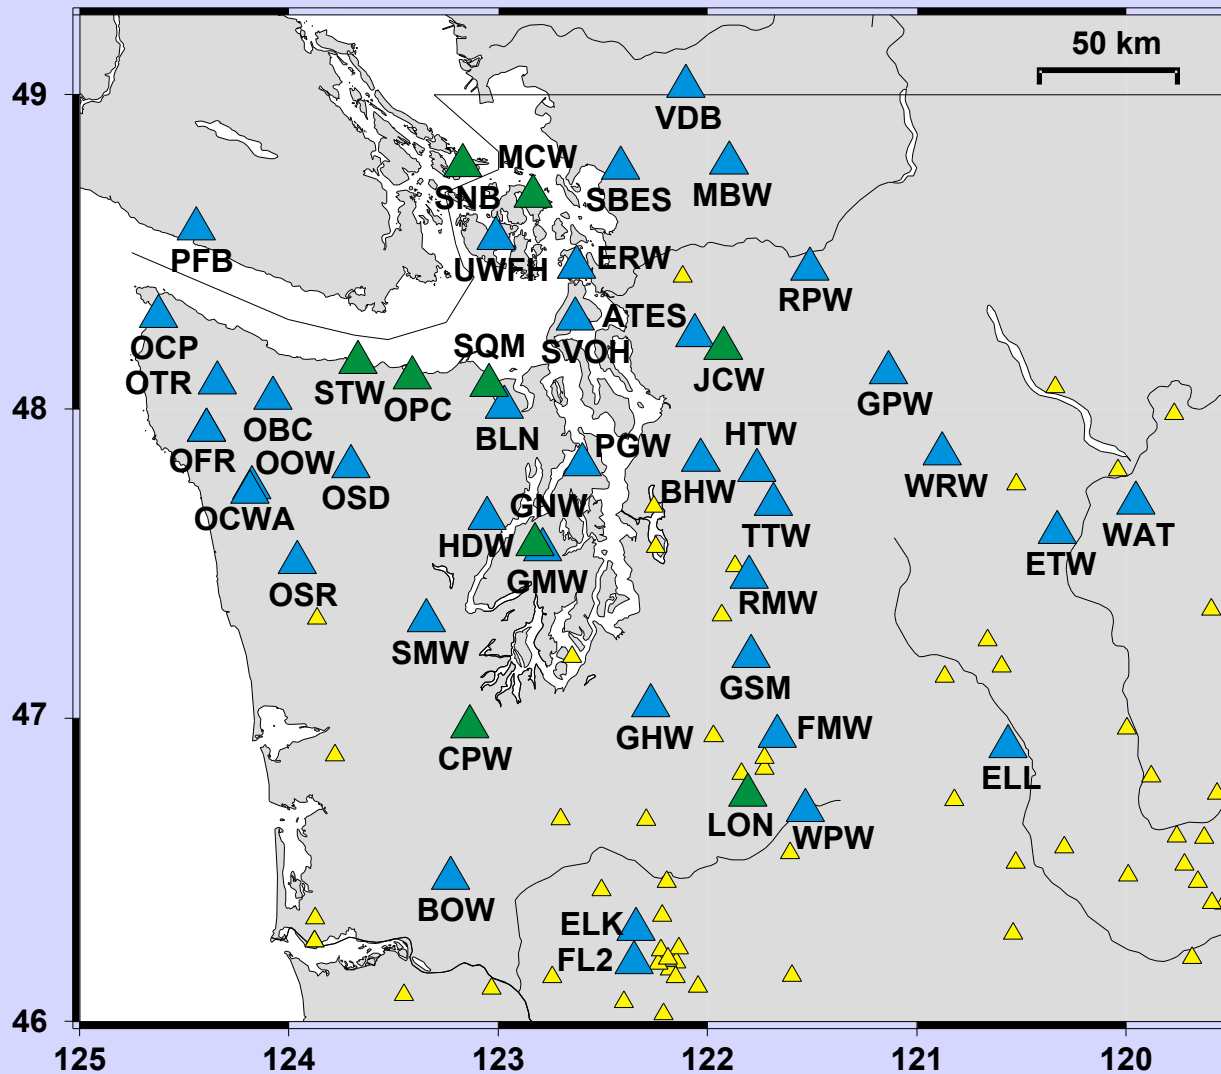 50 km
49
VDB
MCW
SNB
SBES
MBW
PFB
UWFH
ERW
RPW
OCP
ATES
SQM
SVOH
OTR
STW
OPC
JCW
GPW
48
OBC
BLN
HTW
OFR
OOW
PGW
OSD
BHW
WRW
OCWA
GNW
TTW
WAT
HDW
ETW
GMW
OSR
RMW
SMW
GSM
47
CPW
GHW
FMW
ELL
LON
WPW
BOW
ELK
FL2
46
125
124
123
122
121
120